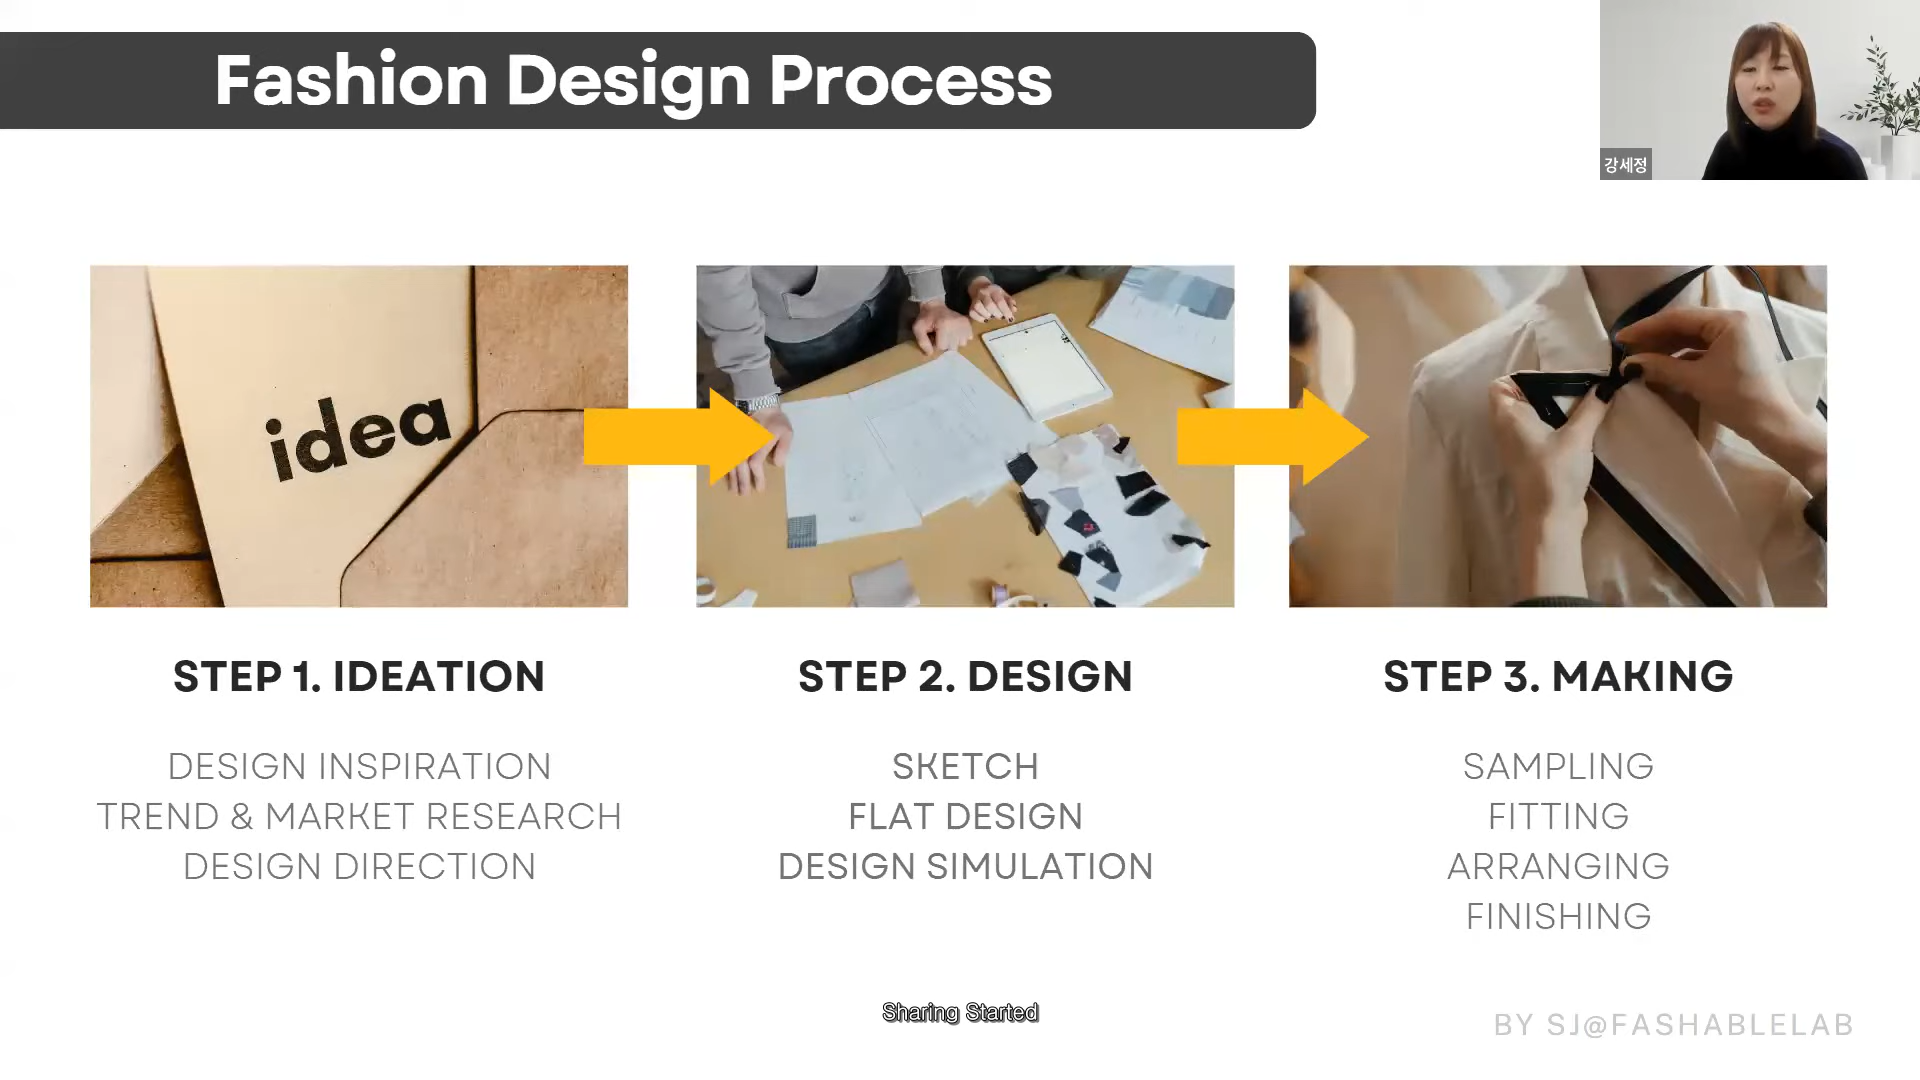 Fashion Design Process
강세정
idea
STEP 1. IDEATION
DESIGN INSPIRATION
TREND & MARKET RESEARCH
DESIGN DIRECTION
STEP 2. DESIGN
SKETCH
FLAT DESIGN
DESIGN SIMULATION
STEP 3. MAKING
SAMPLING
FITTING
ARRANGING
FINISHING
Sharing Started
BY SJ@FASHABLELAB